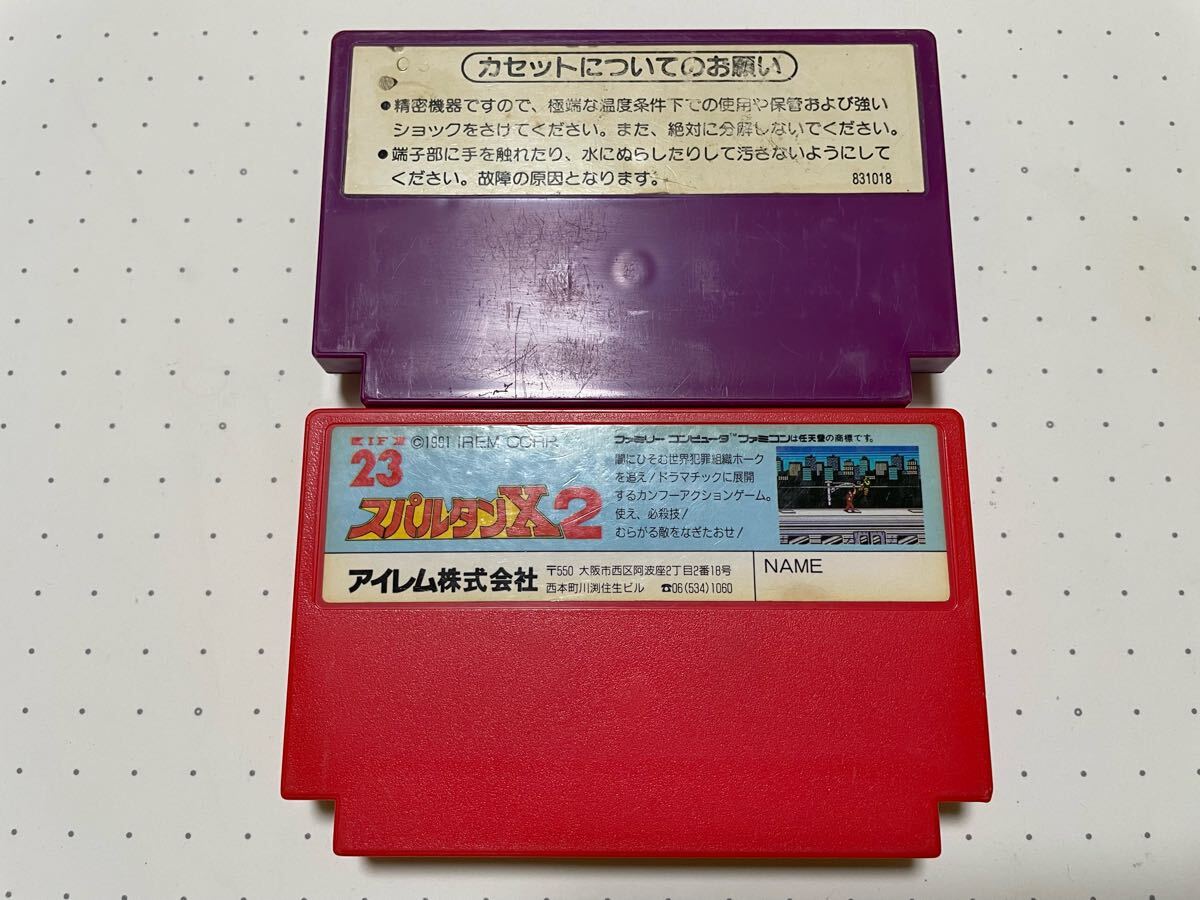 カセットについてのお願い
●精密機器ですので、極端な温度条件下での使用や保管および強い
ショックをさけてください。また、絶対に分解しないでください。
●端子部に手を触れたり、水にぬらしたりして汚さないようにして
ください。故障の原因となります。
831018
©1991 IREM CORP.
23
スパルタンX2
ファミリー コンピュータ™ ファミコンは任天堂の商標です。
闇にひそむ世界犯罪組織ホーク
を追え!ドラマチックに展開
するカンフーアクションゲーム。
使え、必殺技!
むらがる敵をなぎたおせ!
アイレム株式会社
〒550 大阪市西区阿波座2丁目2番18号
西本町川渕住生ビル ☎06(534)1060
NAME